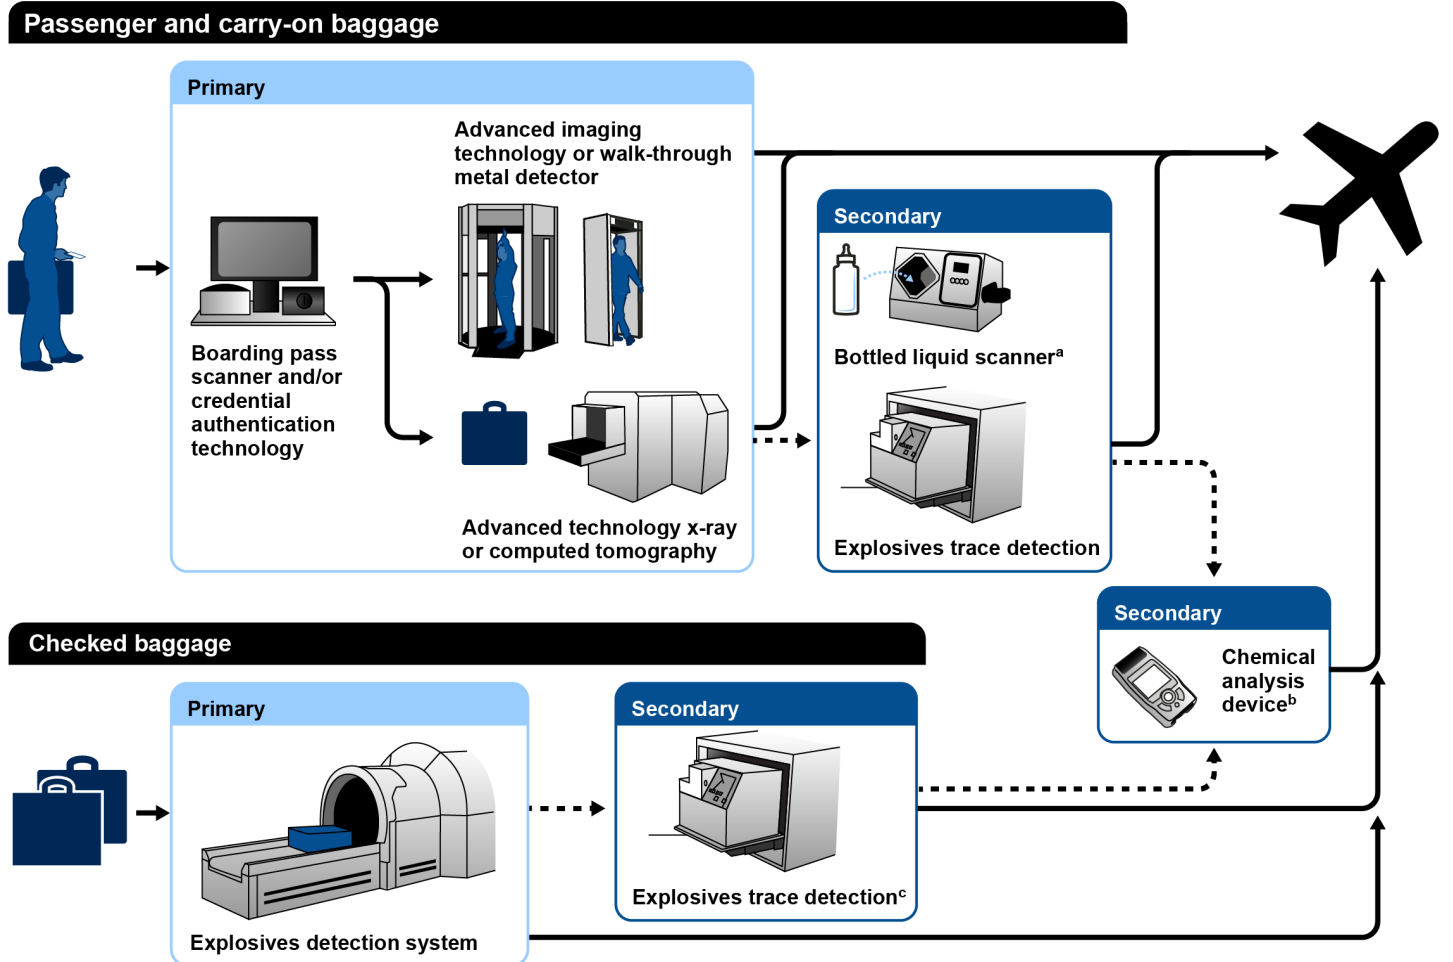 Passenger and carry-on baggage
Primary
Advanced imaging
technology or walk-through
metal detector
Boarding pass
scanner and/or
credential
authentication
technology
Advanced technology x-ray
or computed tomography
Secondary
Bottled liquid scannera
Explosives trace detection
Secondary
Chemical
analysis
deviceb
Checked baggage
Primary
Explosives detection system
Secondary
Explosives trace detectionc